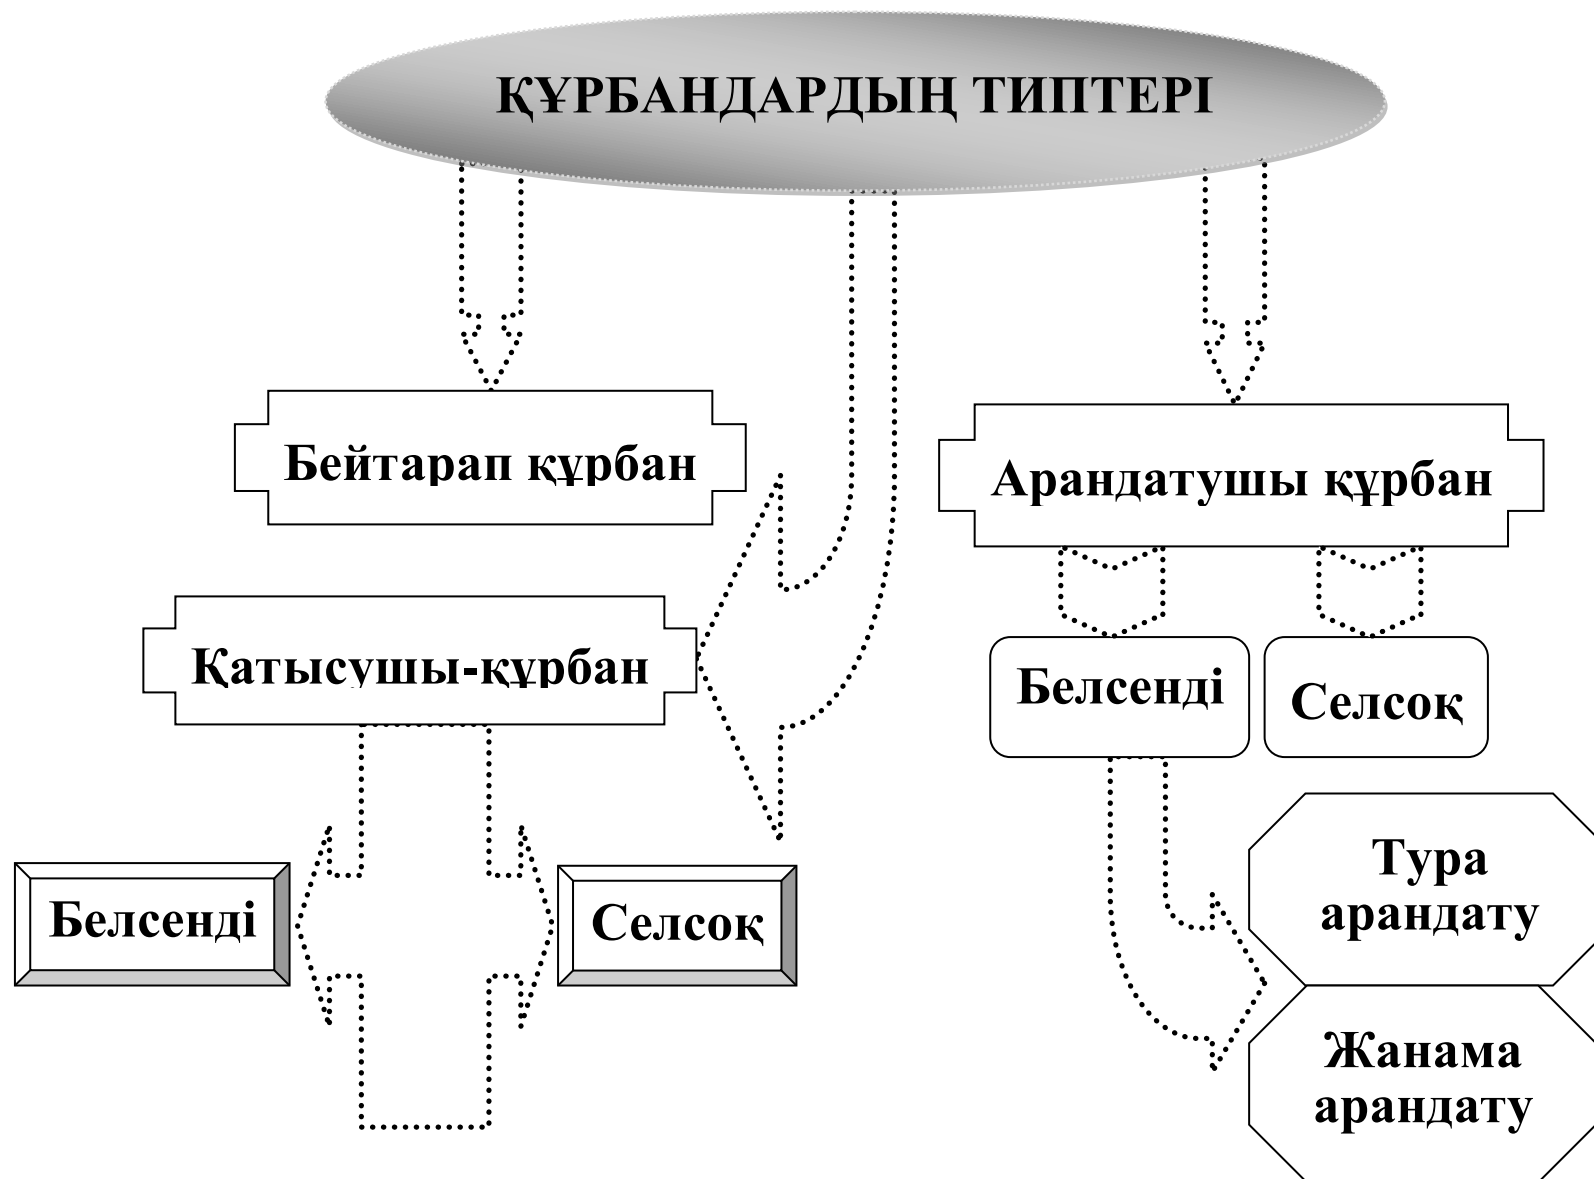 ҚҰРБАНДАРДЫҢ ТИПТЕРІ
Бейтарап құрбан
Арандатушы құрбан
Қатысушы-құрбан
Белсенді
Селсоқ
Белсенді
Селсоқ
Тура
арандату
Жанама
арандату